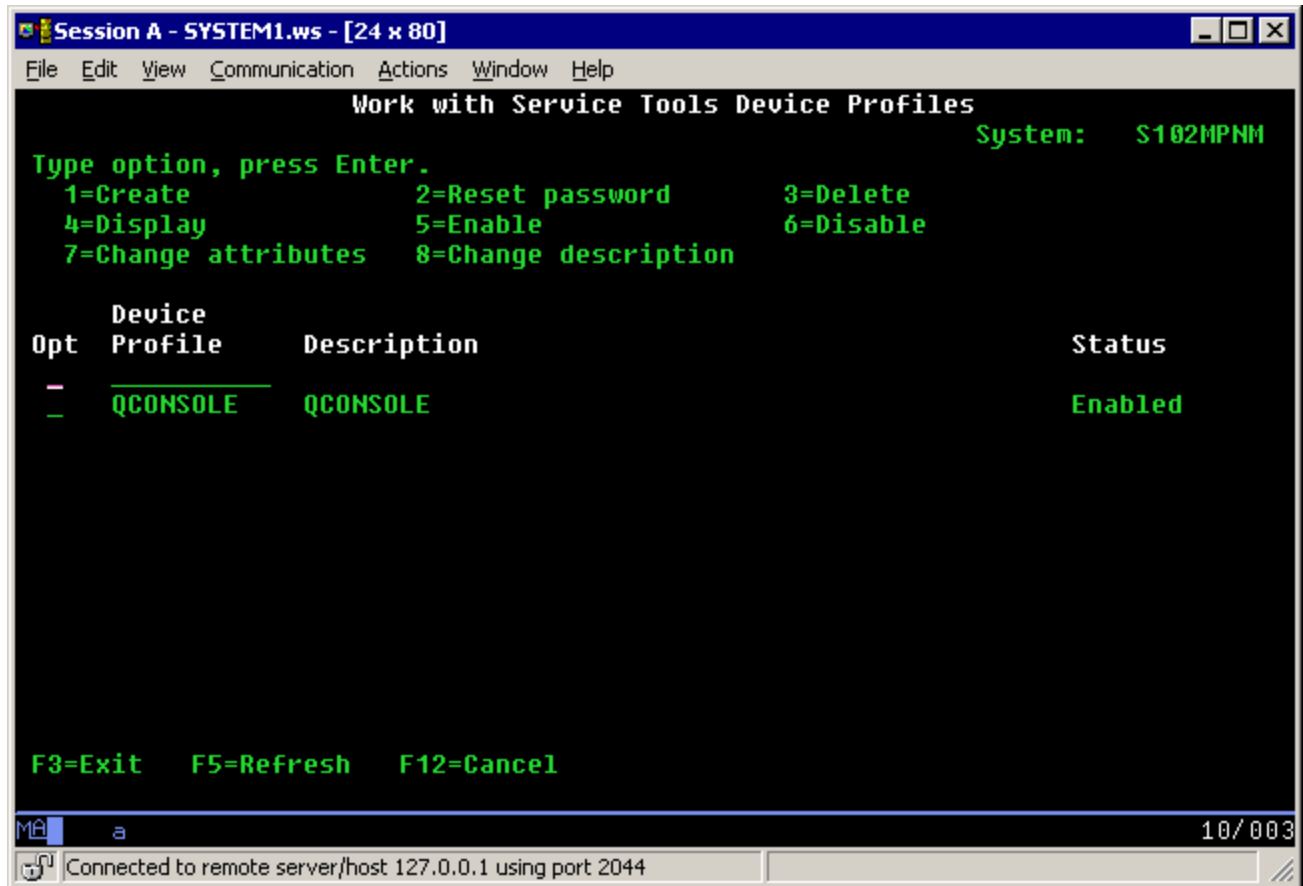 Session A - SYSTEM1.ws - [24 x 80]
File Edit View Communication Actions Window Help
Work with Service Tools Device Profiles
System: S102MPNM
Type option, press Enter.
1=Create 2=Reset password 3=Delete
4=Display 5=Enable 6=Disable
7=Change attributes 8=Change description
Device
Opt Profile Description Status
QCONSOLE QCONSOLE Enabled
F3=Exit F5=Refresh F12=Cancel
MA a 10/003
Connected to remote server/host 127.0.0.1 using port 2044